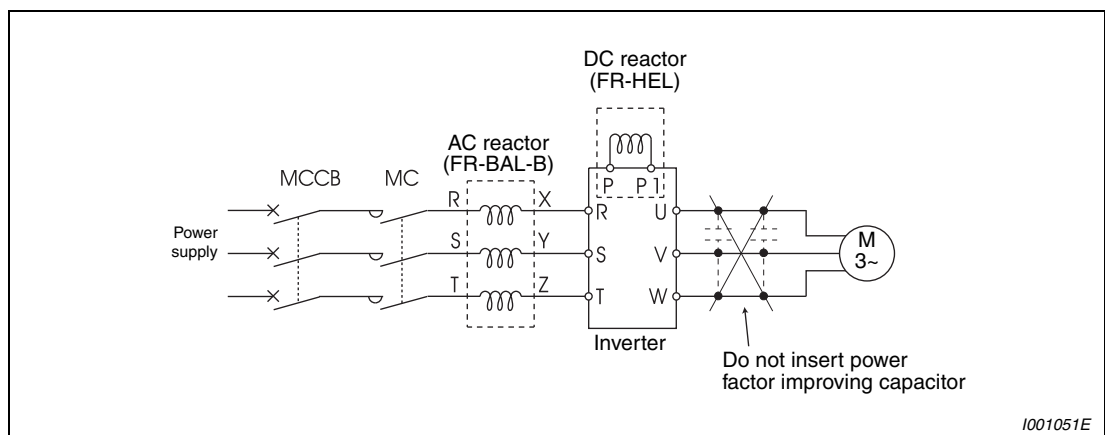 DC reactor
(FR-HEL)
AC reactor
(FR-BAL-B)
MCCB
MC
P
P1
R
X
R
U
Power
supply
S
Y
S
V
M
3~
T
Z
T
W
Inverter
Do not insert power
factor improving capacitor
I001051E